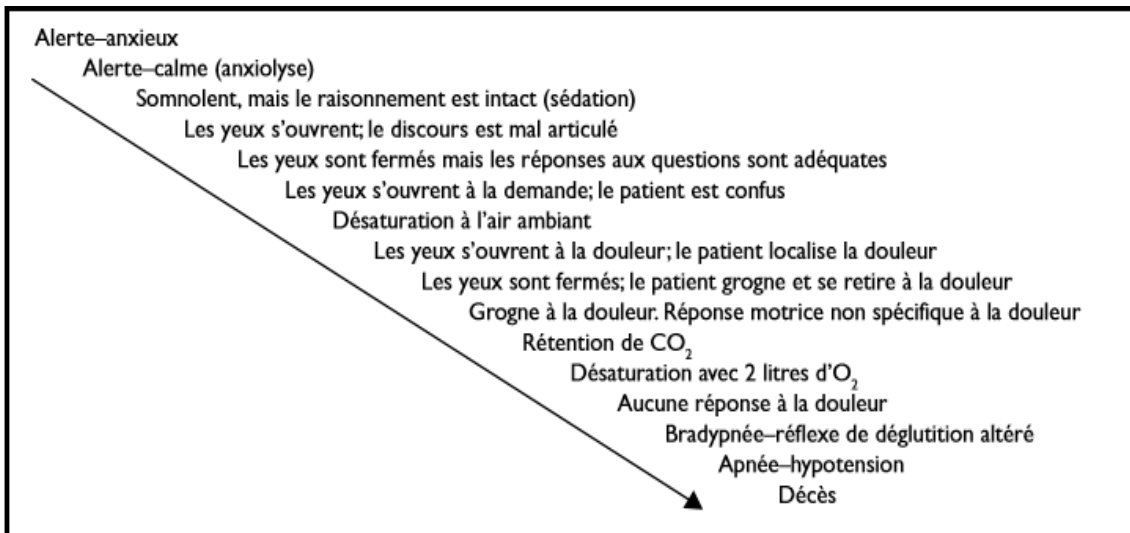 Alerte–anxieux
Alerte–calme (anxiolyse)
Somnolent, mais le raisonnement est intact (sédation)
Les yeux s’ouvrent; le discours est mal articulé
Les yeux sont fermés mais les réponses aux questions sont adéquates
Les yeux s’ouvrent à la demande; le patient est confus
Désaturation à l’air ambiant
Les yeux s’ouvrent à la douleur; le patient localise la douleur
Les yeux sont fermés; le patient grogne et se retire à la douleur
Grogne à la douleur. Réponse motrice non spécifique à la douleur
Rétention de CO₂
Désaturation avec 2 litres d’O₂
Aucune réponse à la douleur
Bradypnée–réflexe de déglutition altéré
Apnée–hypotension
Décès